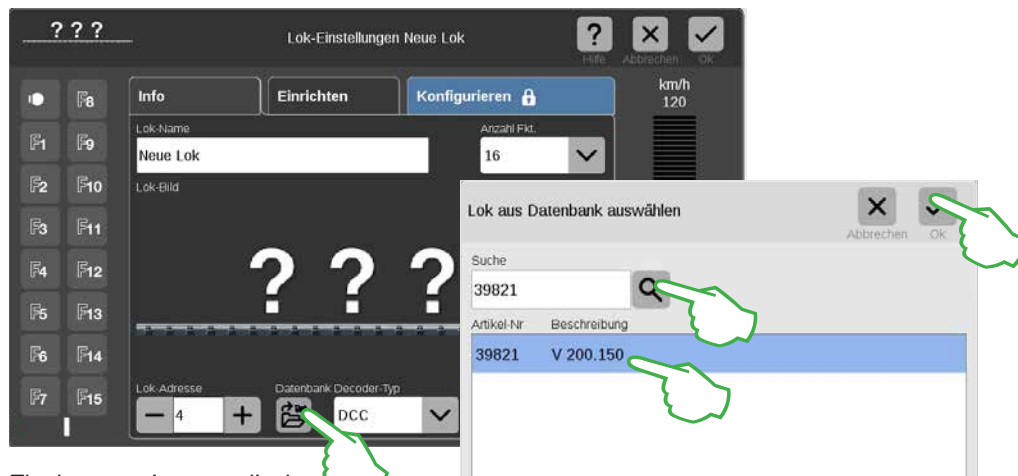 ? ? ?
Lok-Einstellungen Neue Lok
?
Hilfe
Abbrechen
Ok
km/h
120
F8
F1 F9
F2 F10
F3 F11
F4 F12
F5 F13
F6 F14
F7 F15
Info
Einrichten
Konfigurieren
Lok-Name
Neue Lok
Anzahl Fkt.
16
Lok-Bild
? ? ?
Lok-Adresse
4
Datenbank
Decoder-Typ
DCC
Lok aus Datenbank auswählen
Abbrechen
Ok
Suche
39821
Artikel-Nr Beschreibung
39821 V 200.150